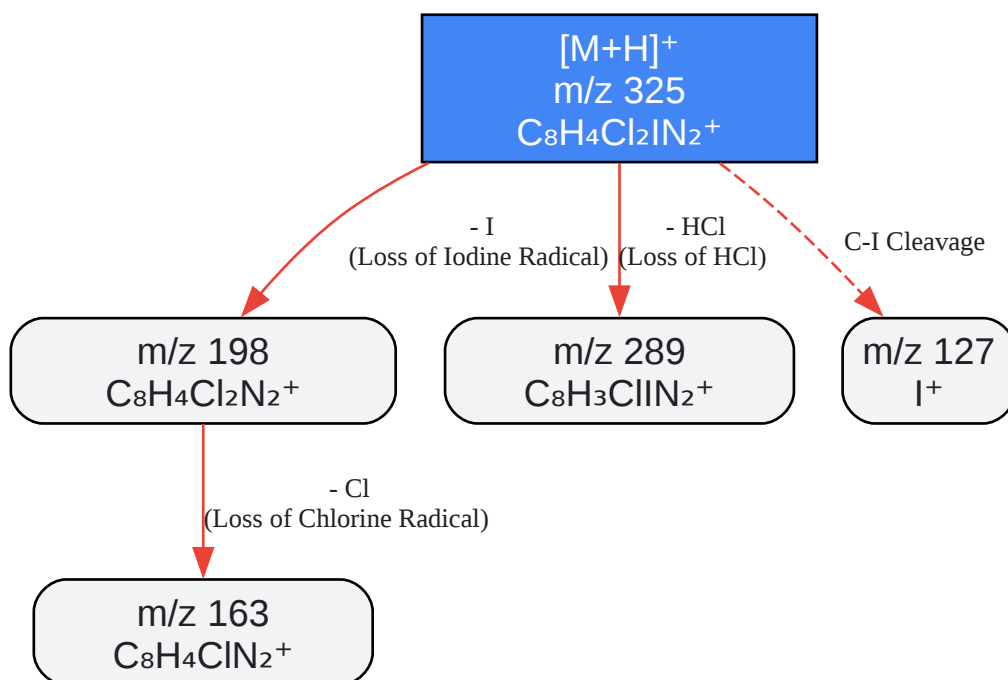 [M+H]⁺
m/z 325
C₈H₄Cl₂IN₂⁺
- I
(Loss of Iodine Radical)
- HCl
(Loss of HCl)
C-I Cleavage
m/z 198
C₈H₄Cl₂N₂⁺
m/z 289
C₈H₃ClIN₂⁺
m/z 127
I⁺
- Cl
(Loss of Chlorine Radical)
m/z 163
C₈H₄ClN₂⁺